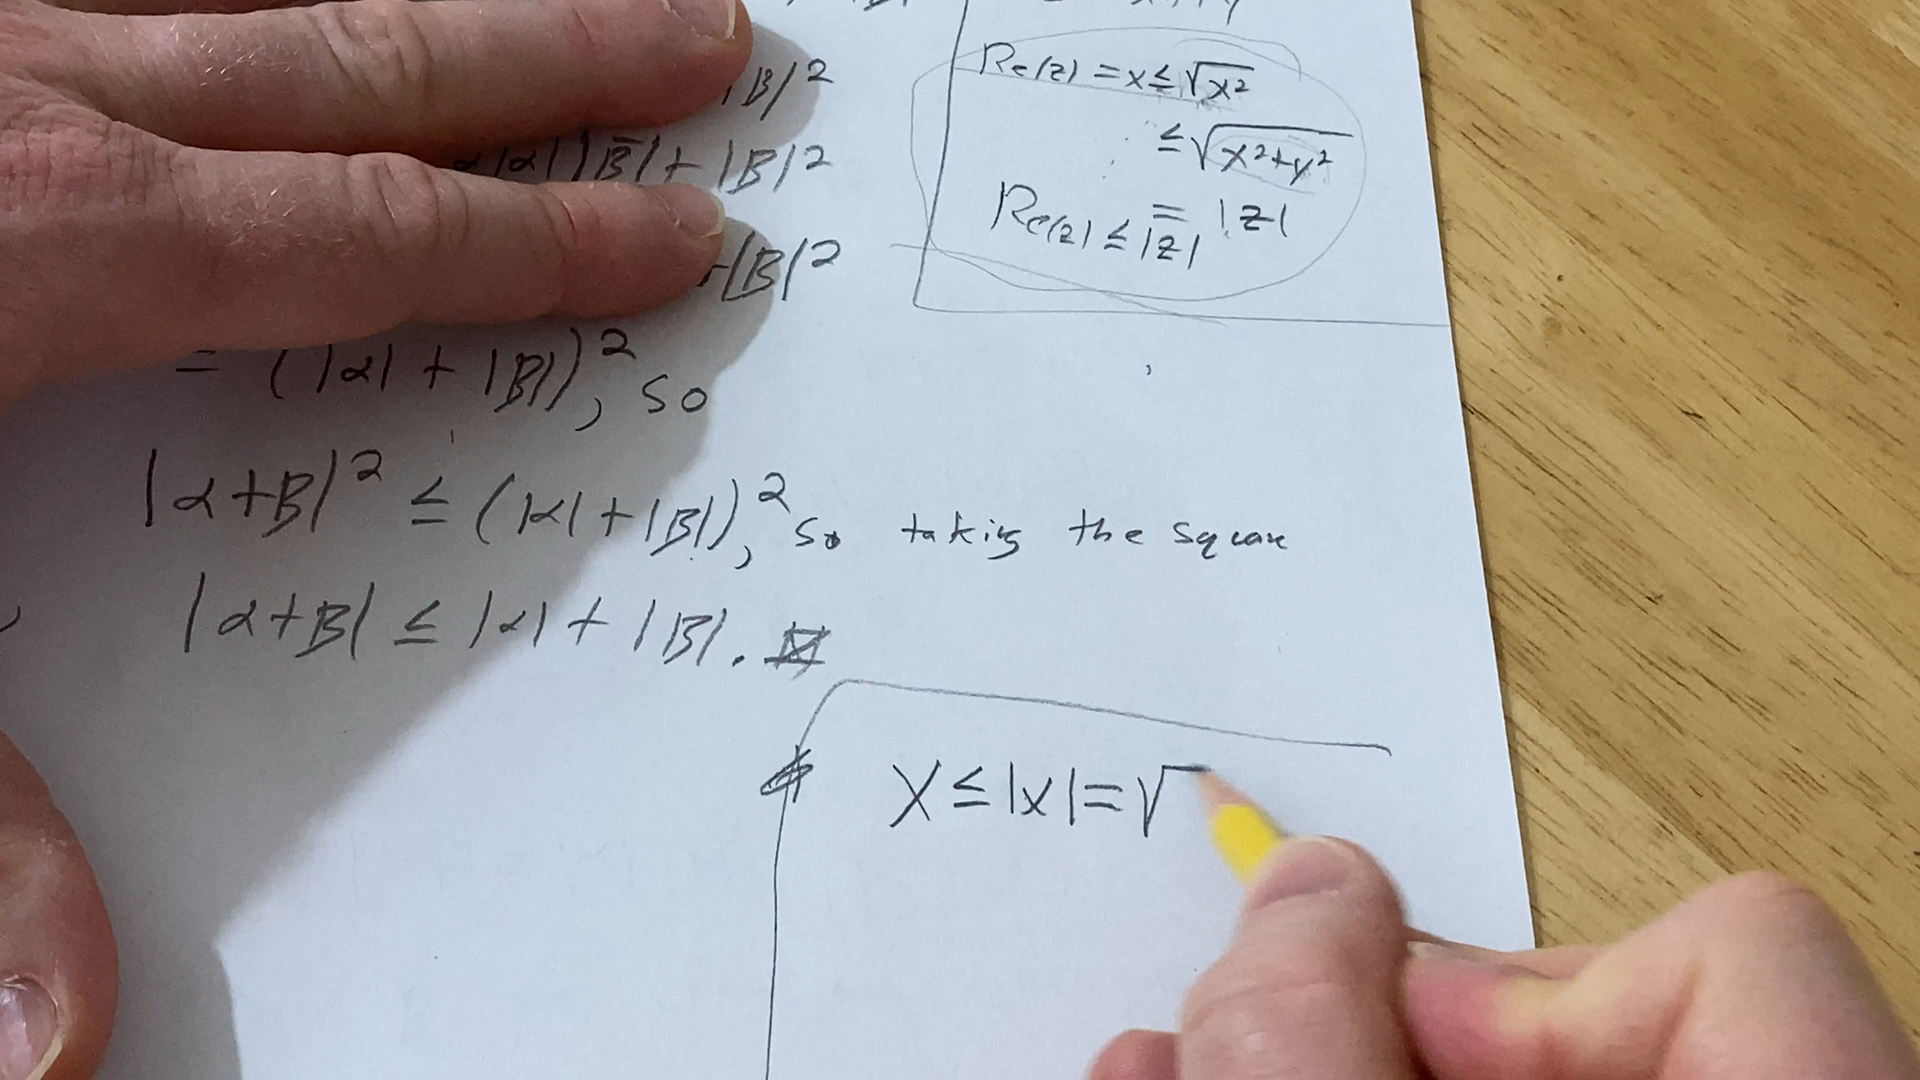 Re(z) = x ≤ √x²
≤ √x²+y²
= |z|
Re(z) ≤ |z|
|B|²
|α| |B̅| + |B|²
+ |B|²
= (|α| + |B|)², so
|α+B|² ≤ (|α|+|B|)², so taking the square
|α+B| ≤ |α| + |B|.
X ≤ |x| = √